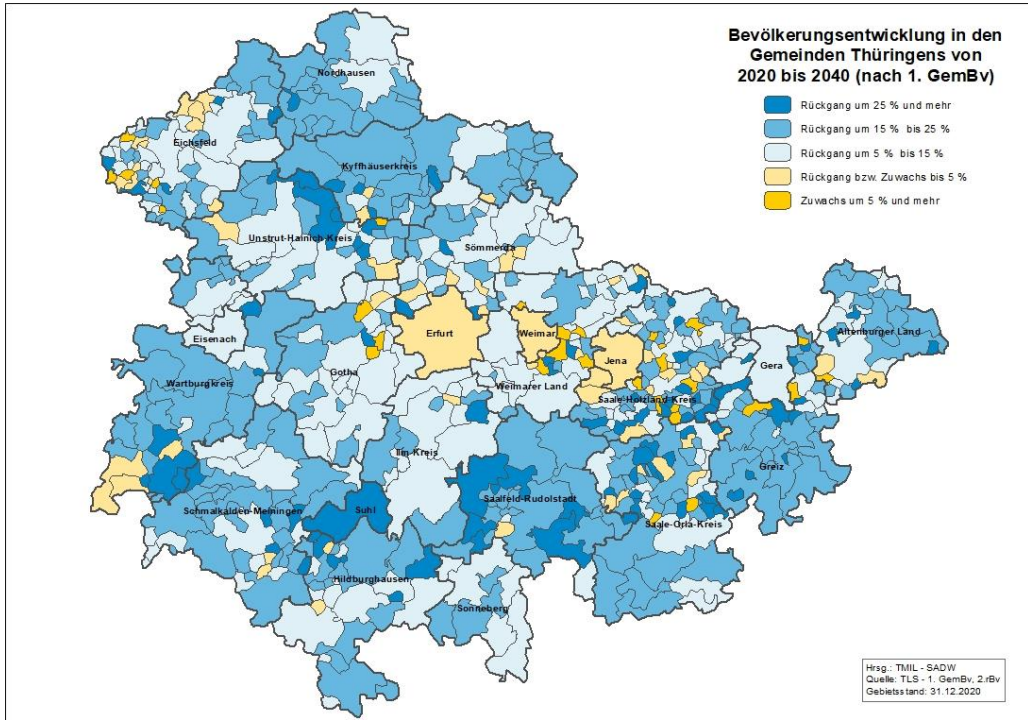 Bevölkerungsentwicklung in den
Gemeinden Thüringens von
2020 bis 2040 (nach 1. GemBv)
Rückgang um 25 % und mehr
Rückgang um 15 % bis 25 %
Rückgang um 5 % bis 15 %
Rückgang bzw. Zuwachs bis 5 %
Zuwachs um 5 % und mehr
Nordhausen
Eichsfeld
Kyffhäuserkreis
Unstrut-Hainich-Kreis
Sömmerda
Altenburger Land
Erfurt
Weimar
Eisenach
Jena
Gera
Gotha
Weimarer Land
Wartburgkreis
Saale-Holzland-Kreis
Ilm-Kreis
Greiz
Saalfeld-Rudolstadt
Schmalkalden-Meiningen
Suhl
Saale-Orla-Kreis
Hildburghausen
Sonneberg
Hrsg.: TMIL - SADW
Quelle: TLS - 1. GemBv, 2.rBv
Gebietsstand: 31.12.2020